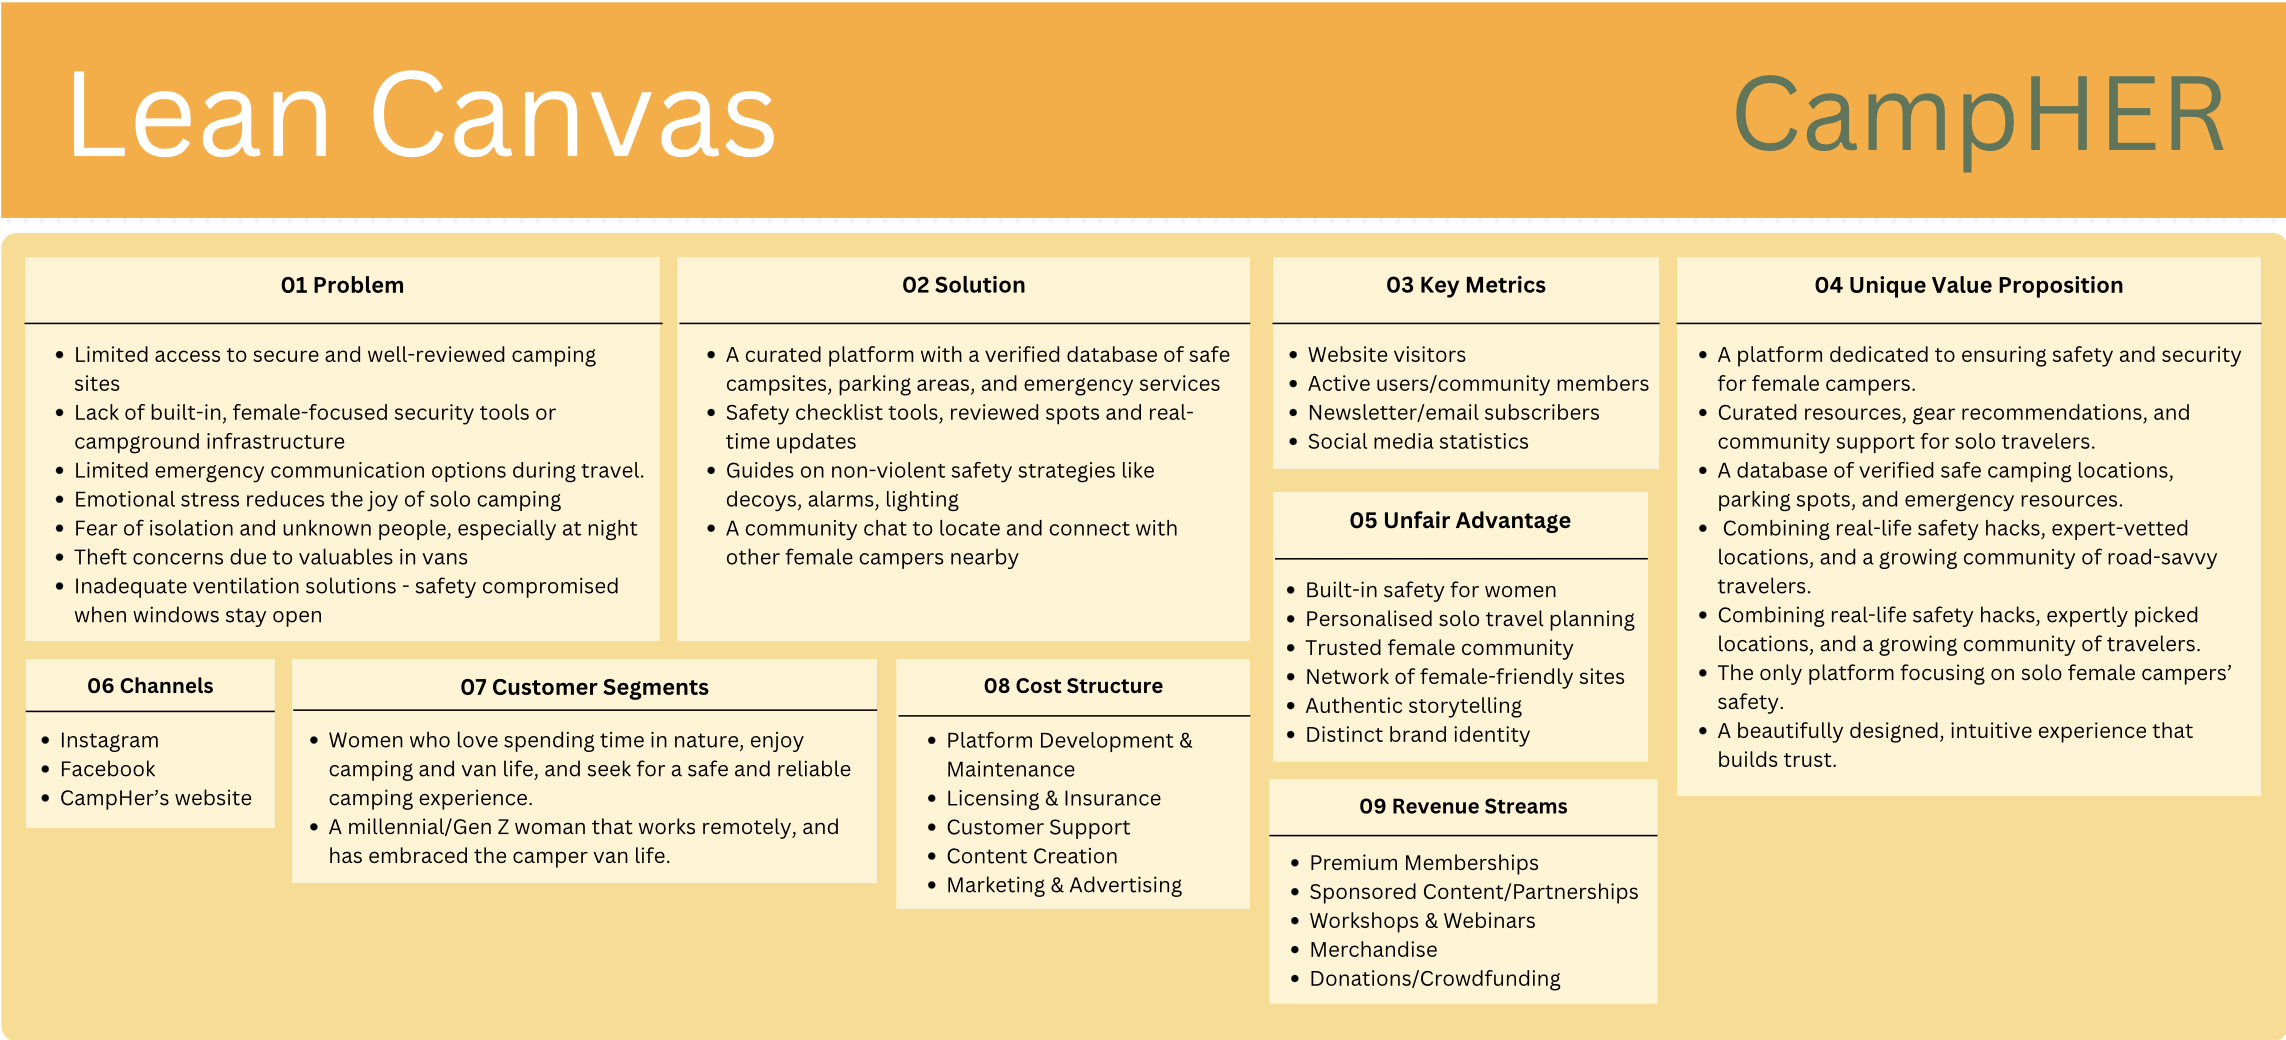 Lean Canvas
CampHER
01 Problem
• Limited access to secure and well-reviewed camping
sites
• Lack of built-in, female-focused security tools or
campground infrastructure
• Limited emergency communication options during travel.
• Emotional stress reduces the joy of solo camping
• Fear of isolation and unknown people, especially at night
• Theft concerns due to valuables in vans
• Inadequate ventilation solutions - safety compromised
when windows stay open
02 Solution
• A curated platform with a verified database of safe
campsites, parking areas, and emergency services
• Safety checklist tools, reviewed spots and real-
time updates
• Guides on non-violent safety strategies like
decoys, alarms, lighting
• A community chat to locate and connect with
other female campers nearby
03 Key Metrics
• Website visitors
• Active users/community members
• Newsletter/email subscribers
• Social media statistics
04 Unique Value Proposition
• A platform dedicated to ensuring safety and security
for female campers.
• Curated resources, gear recommendations, and
community support for solo travelers.
• A database of verified safe camping locations,
parking spots, and emergency resources.
• Combining real-life safety hacks, expert-vetted
locations, and a growing community of road-savvy
travelers.
• Combining real-life safety hacks, expertly picked
locations, and a growing community of travelers.
• The only platform focusing on solo female campers’
safety.
• A beautifully designed, intuitive experience that
builds trust.
05 Unfair Advantage
• Built-in safety for women
• Personalised solo travel planning
• Trusted female community
• Network of female-friendly sites
• Authentic storytelling
• Distinct brand identity
06 Channels
• Instagram
• Facebook
• CampHer’s website
07 Customer Segments
• Women who love spending time in nature, enjoy
camping and van life, and seek for a safe and reliable
camping experience.
• A millennial/Gen Z woman that works remotely, and
has embraced the camper van life.
08 Cost Structure
• Platform Development &
Maintenance
• Licensing & Insurance
• Customer Support
• Content Creation
• Marketing & Advertising
09 Revenue Streams
• Premium Memberships
• Sponsored Content/Partnerships
• Workshops & Webinars
• Merchandise
• Donations/Crowdfunding